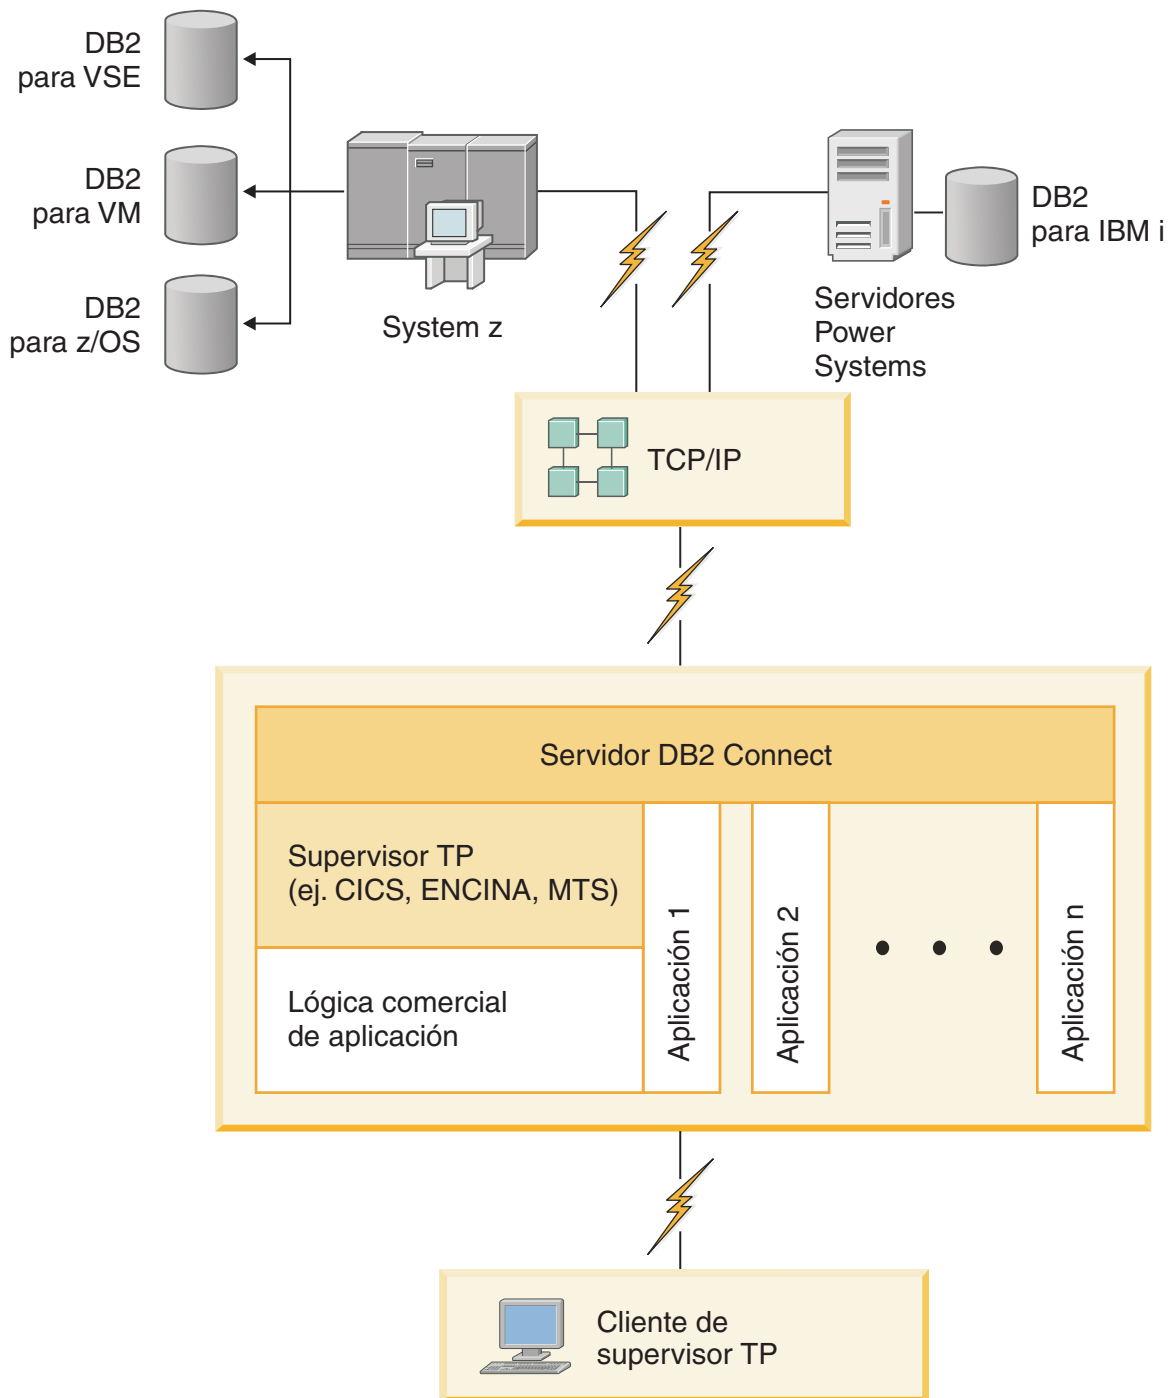 DB2
para VSE
DB2
para VM
DB2
para z/OS
System z
DB2
para IBM i
Servidores
Power
Systems
TCP/IP
Servidor DB2 Connect
Supervisor TP
(ej. CICS, ENCINA, MTS)
Lógica comercial
de aplicación
Aplicación 1
Aplicación 2
Aplicación n
Cliente de
supervisor TP